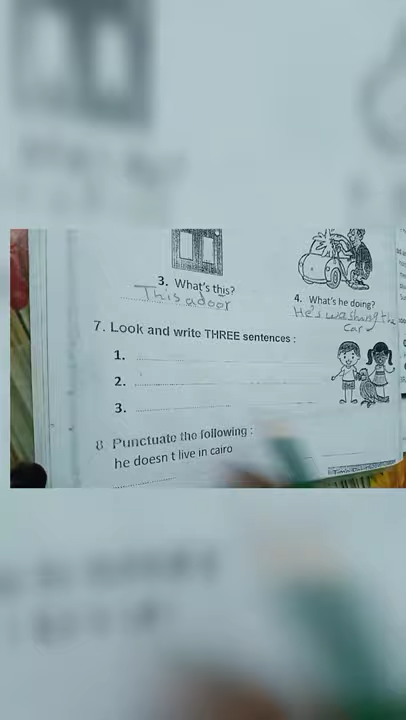 3. What's this?
This a door
4. What's he doing?
He's washing the
car
7. Look and write THREE sentences :
1.
2.
3.
8 Punctuate the following :
he doesn t live in cairo